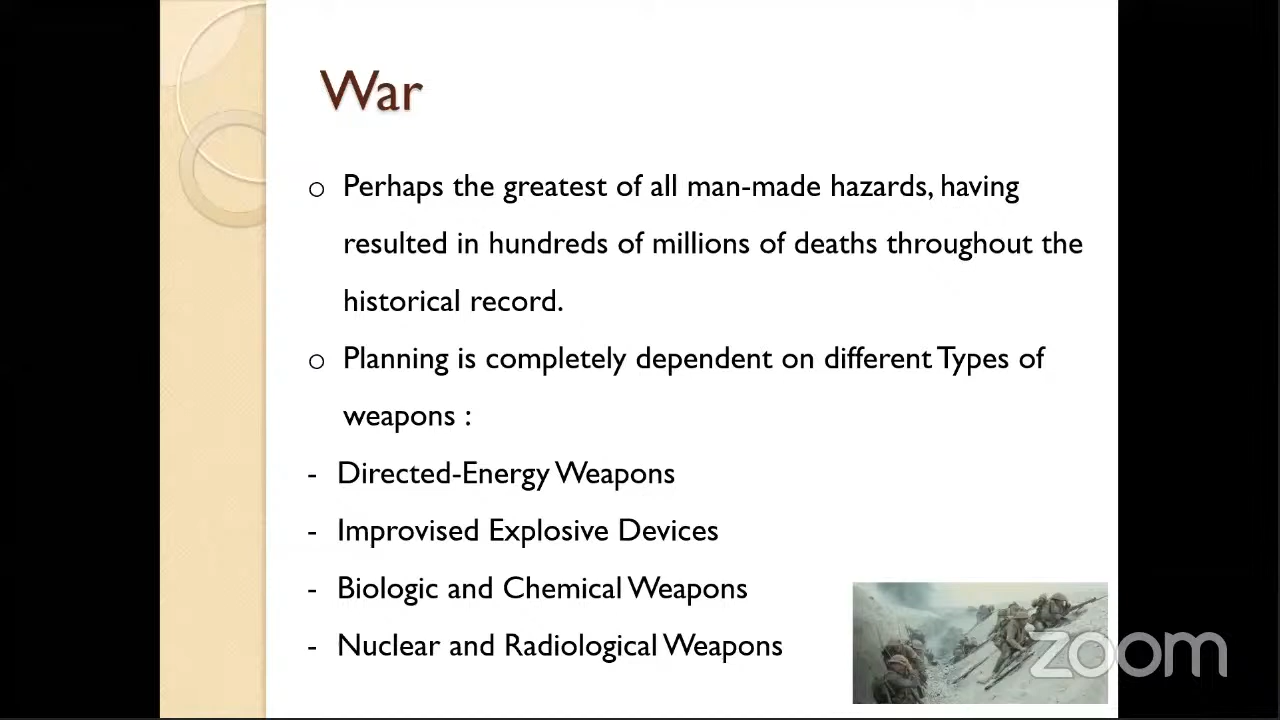 War
o Perhaps the greatest of all man-made hazards, having
resulted in hundreds of millions of deaths throughout the
historical record.
o Planning is completely dependent on different Types of
weapons :
- Directed-Energy Weapons
- Improvised Explosive Devices
- Biologic and Chemical Weapons
- Nuclear and Radiological Weapons
zoom